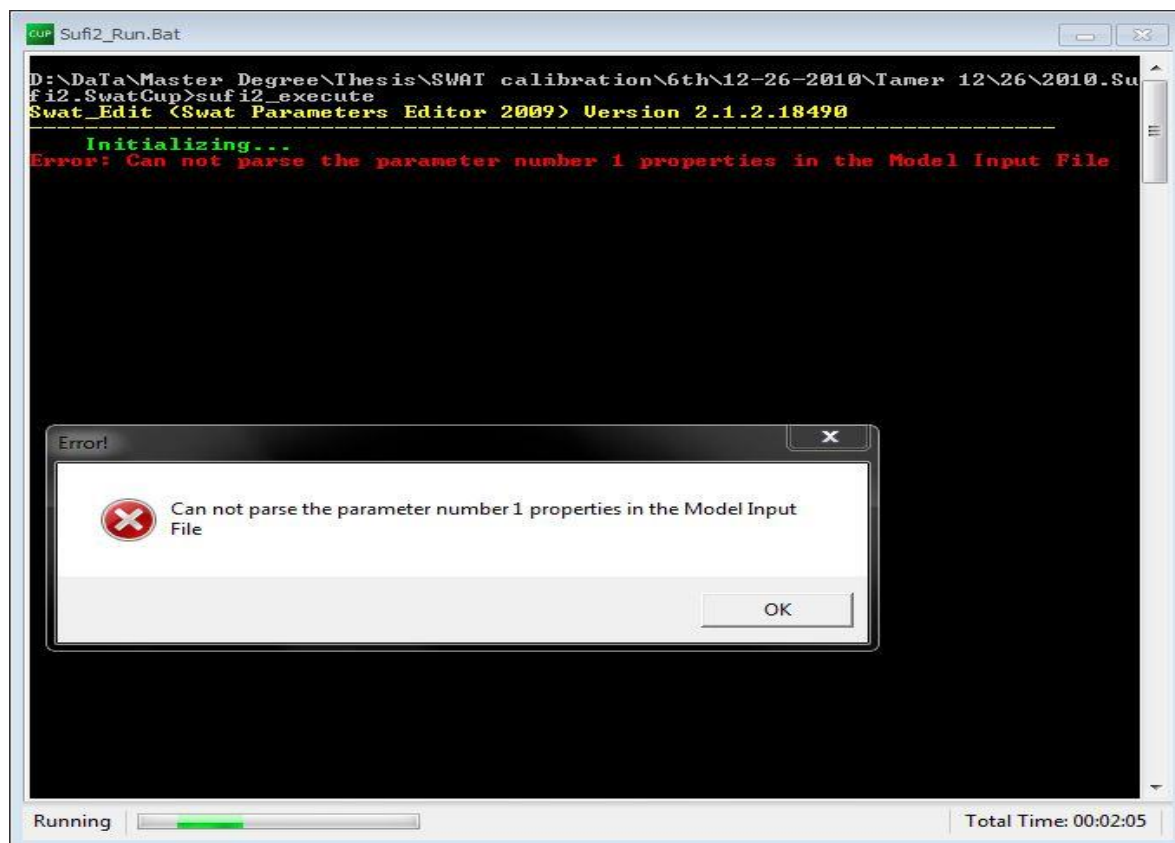 CUP Sufi2_Run.Bat
D:\DaTa\Master Degree\Thesis\SWAT calibration\6th\12-26-2010\Tamer 12\26\2010.Su
fi2.SwatCup>sufi2_execute
Swat_Edit (Swat Parameters Editor 2009) Version 2.1.2.18490
Initializing...
Error: Can not parse the parameter number 1 properties in the Model Input File
Error!
Can not parse the parameter number 1 properties in the Model Input
File
OK
Running Total Time: 00:02:05